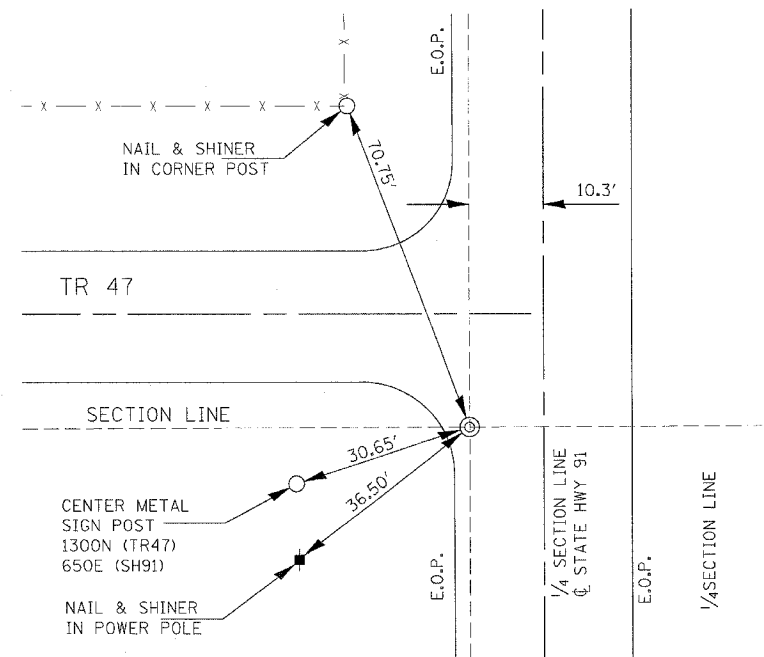 E.O.P.
NAIL & SHINER
IN CORNER POST
70.75'
10.3'
TR 47
SECTION LINE
30.65'
36.50'
CENTER METAL
SIGN POST
1300N (TR47)
650E (SH91)
NAIL & SHINER
IN POWER POLE
E.O.P.
1/4 SECTION LINE
℄ STATE HWY 91
E.O.P.
1/4 SECTION LINE